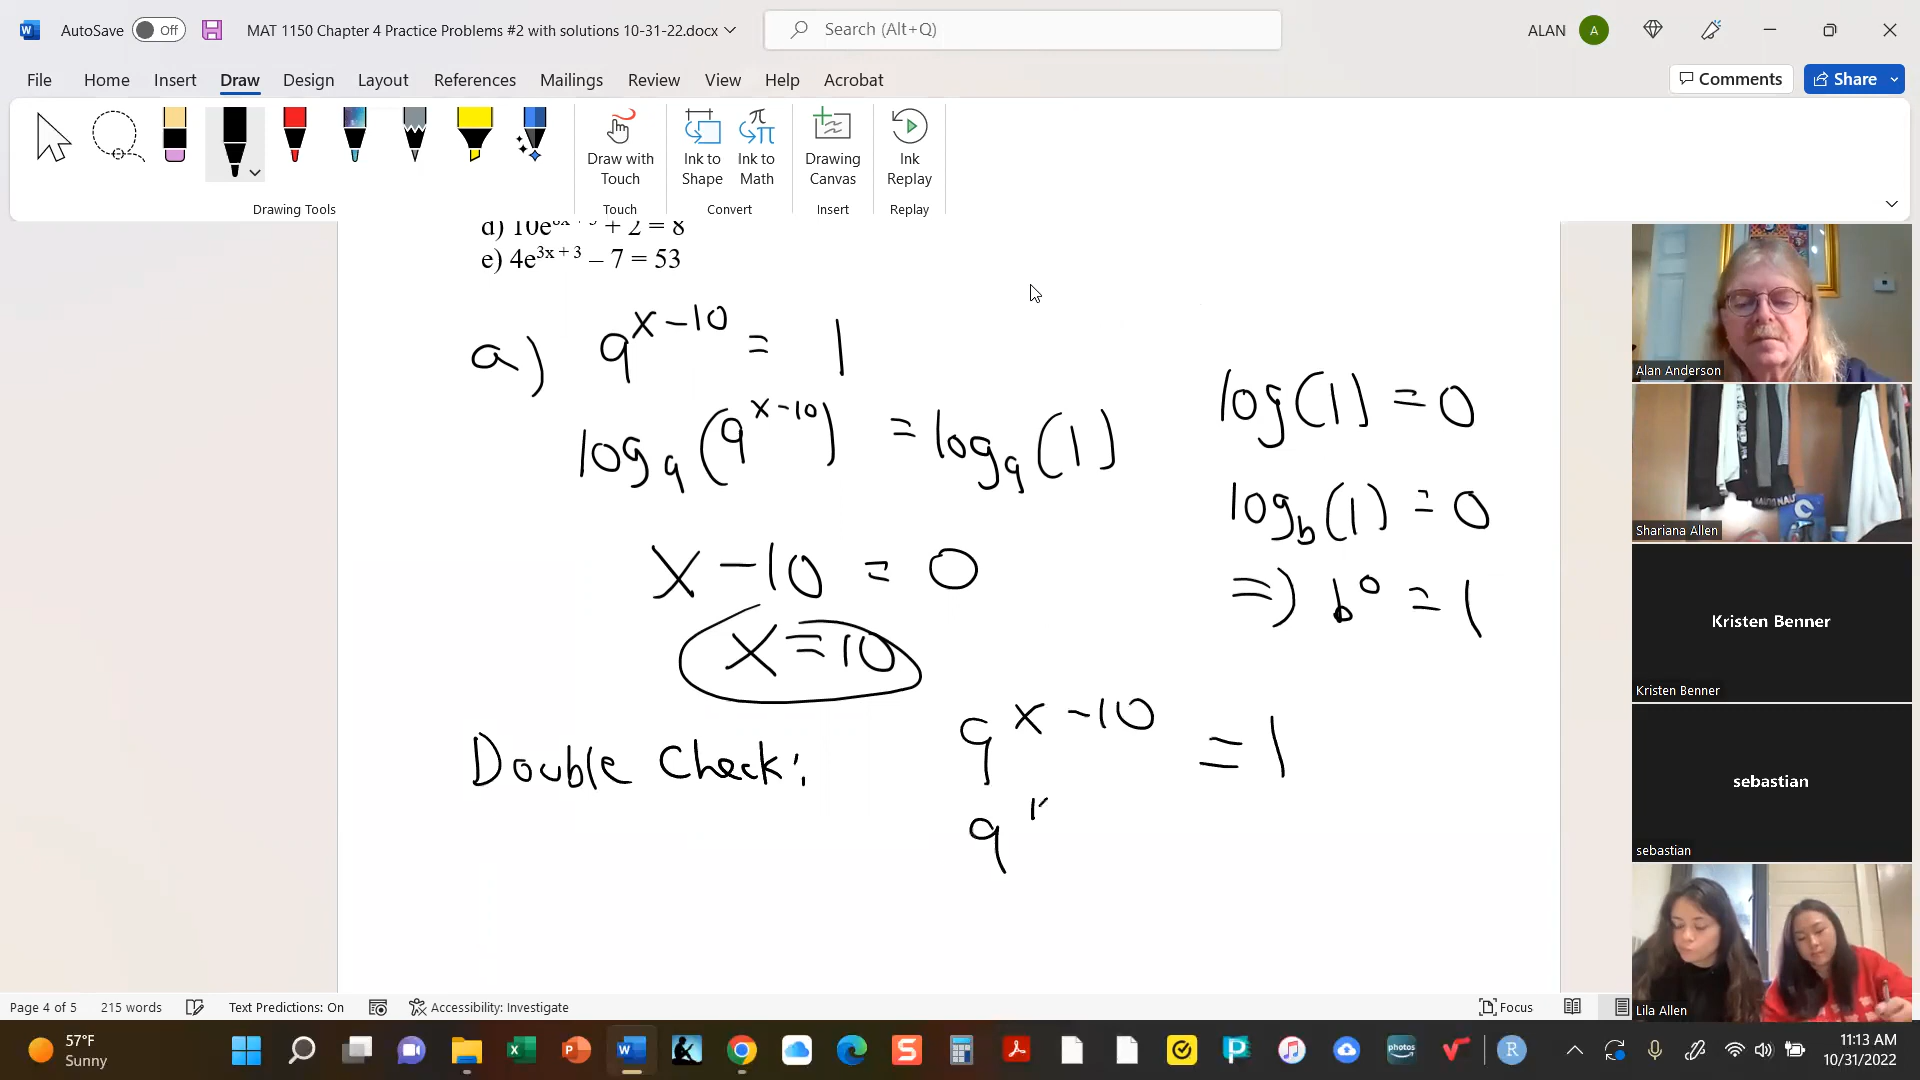 AutoSave Off MAT 1150 Chapter 4 Practice Problems #2 with solutions 10-31-22.docx Search (Alt+Q) ALAN A
File Home Insert Draw Design Layout References Mailings Review View Help Acrobat Comments Share
Draw with Touch
Ink to Shape
Ink to Math
Drawing Canvas
Ink Replay
Drawing Tools Touch Convert Insert Replay
e) 4e^{3x + 3} – 7 = 53
a) 9^{x-10} = 1
log_9(9^{x-10}) = log_9(1)
x - 10 = 0
x = 10
log(1) = 0
log_b(1) = 0
=> b^0 = 1
Double Check: 9^{x-10} = 1
9^1
Alan Anderson
Shariana Allen
Kristen Benner
Kristen Benner
sebastian
sebastian
Lila Allen
Page 4 of 5 215 words Text Predictions: On Accessibility: Investigate Focus
57°F
Sunny
photos
R
11:13 AM
10/31/2022